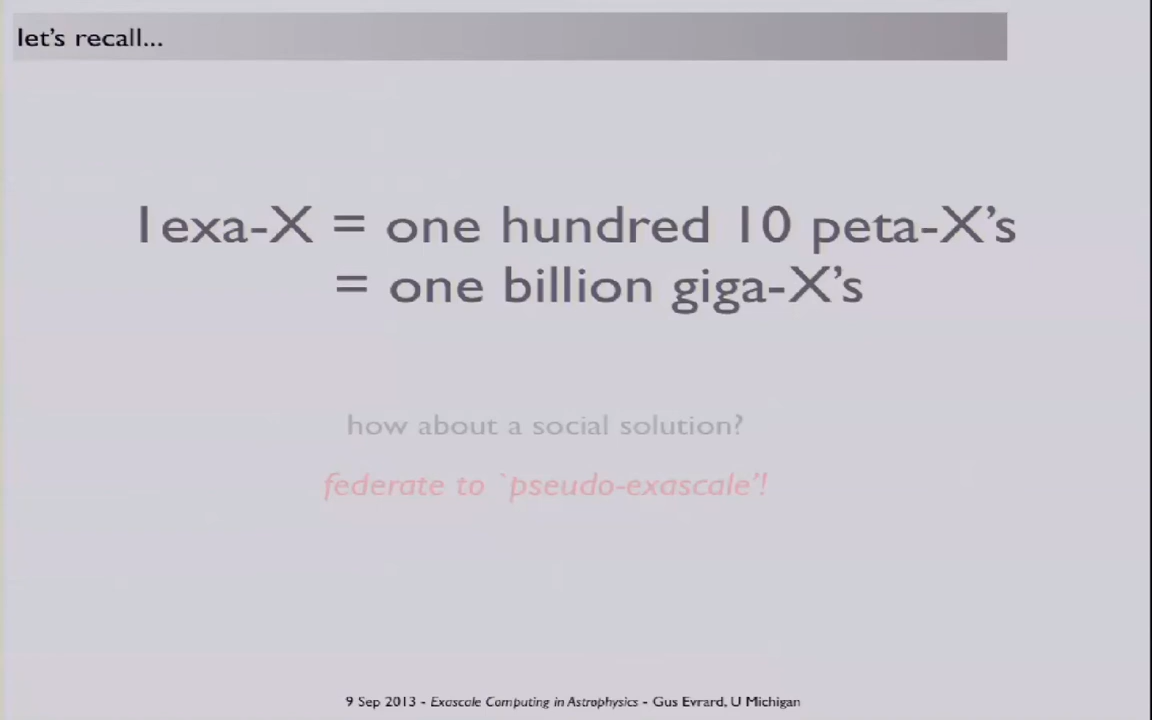 let's recall...
1exa-X = one hundred 10 peta-X's
= one billion giga-X's
how about a social solution?
federate to `pseudo-exascale'!
9 Sep 2013 - Exascale Computing in Astrophysics - Gus Evrard, U Michigan